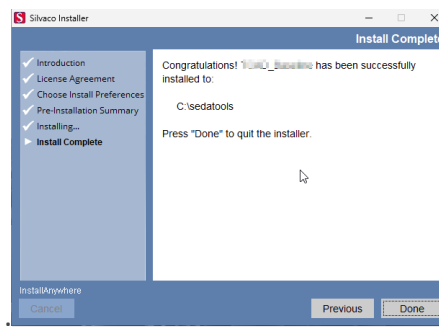 S Silvaco Installer
Install Complete
Introduction
License Agreement
Choose Install Preferences
Pre-Installation Summary
Installing...
Install Complete
Congratulations! has been successfully
installed to:
C:\sedatools
Press "Done" to quit the installer.
InstallAnywhere
Cancel
Previous
Done